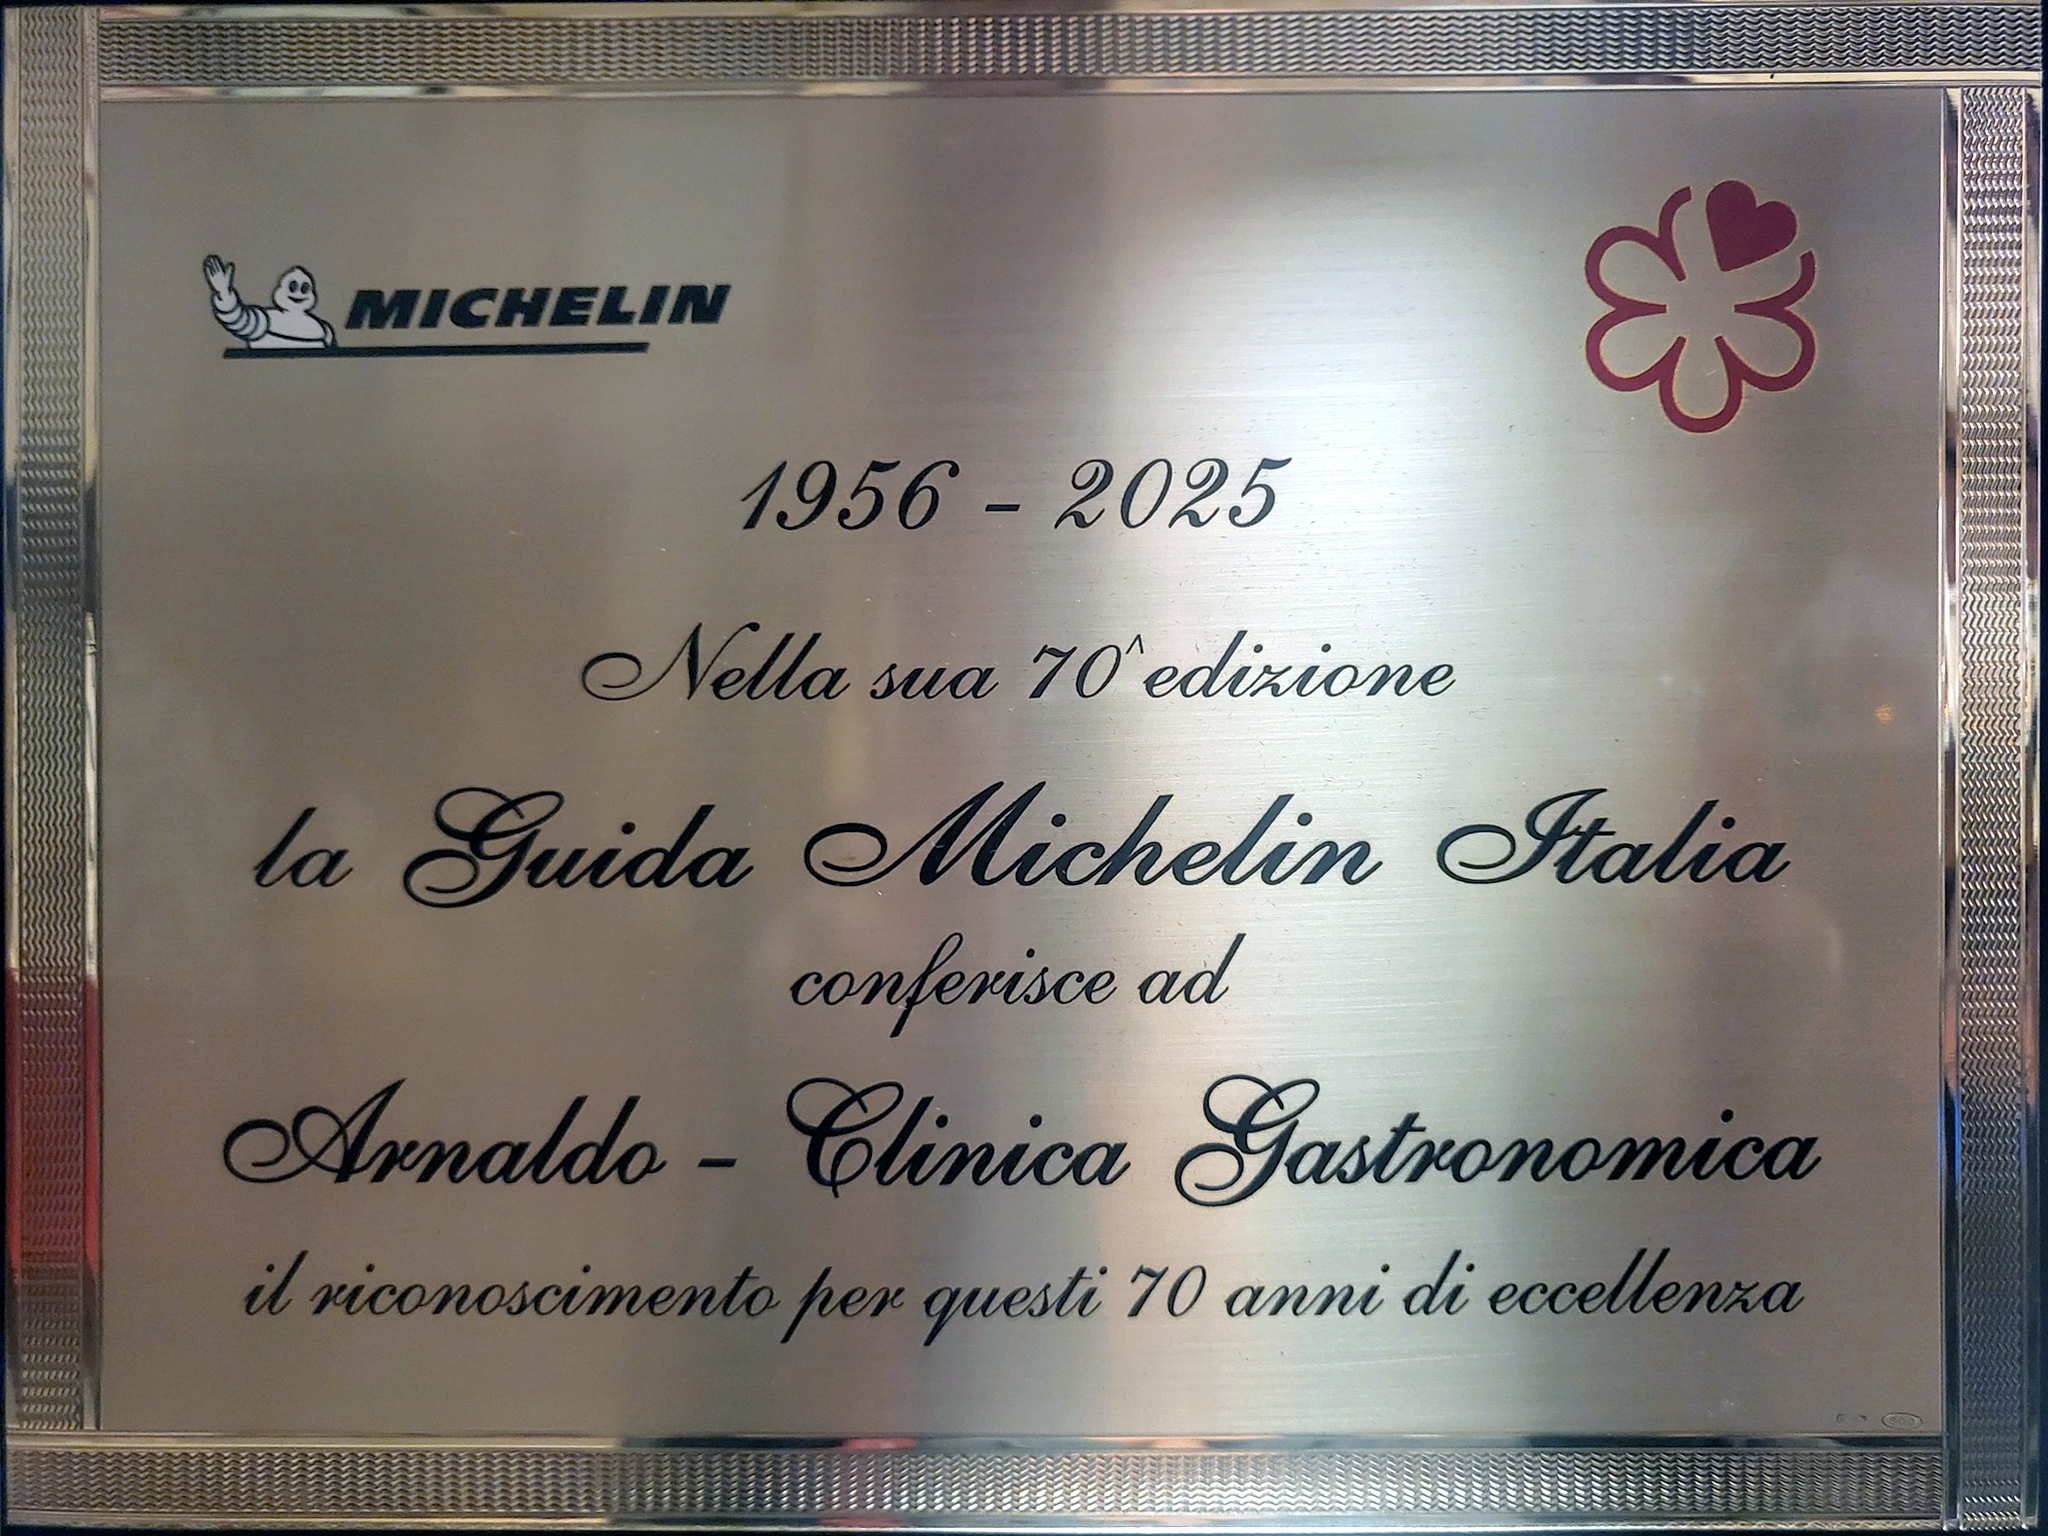 MICHELIN
1956 - 2025
Nella sua 70^ edizione
la Guida Michelin Italia
conferisce ad
Arnaldo - Clinica Gastronomica
il riconoscimento per questi 70 anni di eccellenza